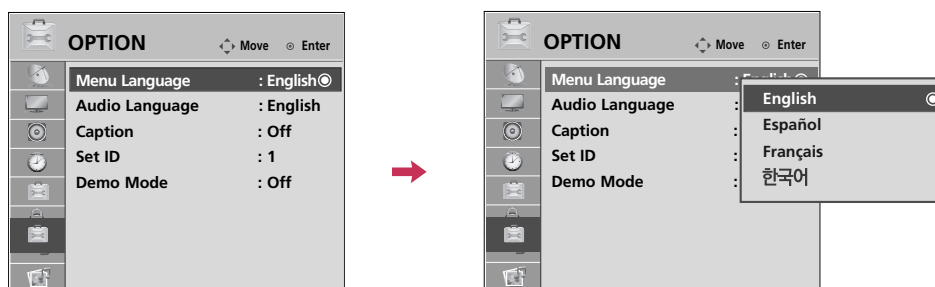 OPTION
Move Enter
Menu Language : English
Audio Language : English
Caption : Off
Set ID : 1
Demo Mode : Off
OPTION
Move Enter
Menu Language :
Audio Language :
Caption :
Set ID :
Demo Mode :
English
Español
Français
한국어